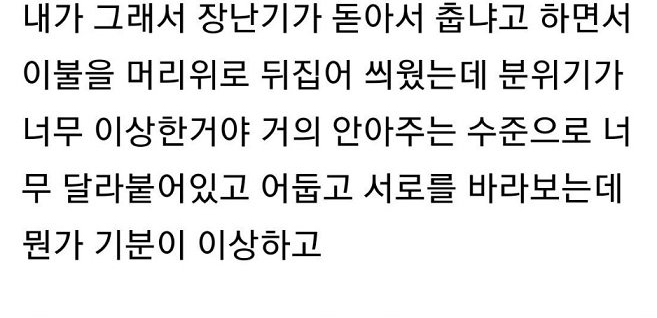 내가 그래서 장난기가 돋아서 춥냐고 하면서
이불을 머리위로 뒤집어 씌웠는데 분위기가
너무 이상한거야 거의 안아주는 수준으로 너
무 달라붙어있고 어둡고 서로를 바라보는데
뭔가 기분이 이상하고